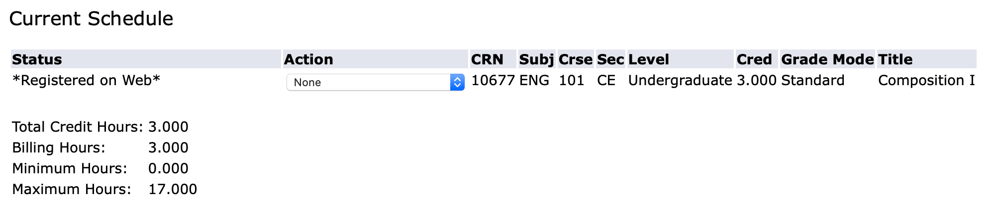 Current Schedule
Status Action CRN Subj Crse Sec Level Cred Grade Mode Title
*Registered on Web* None 10677 ENG 101 CE Undergraduate 3.000 Standard Composition I
Total Credit Hours: 3.000
Billing Hours: 3.000
Minimum Hours: 0.000
Maximum Hours: 17.000